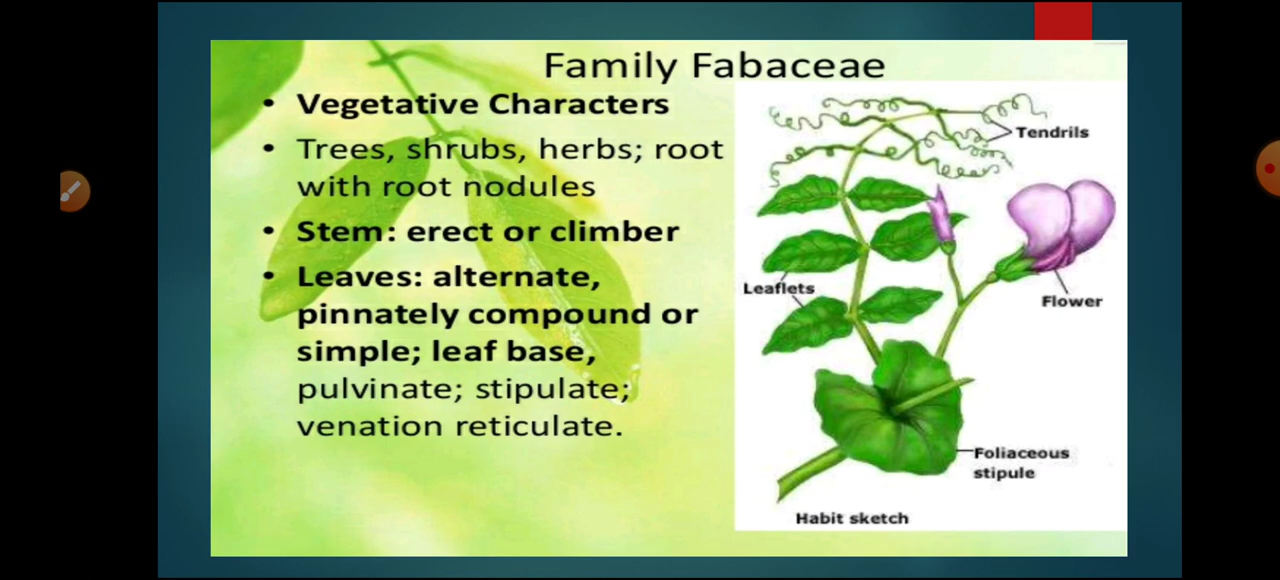 Family Fabaceae
• Vegetative Characters
• Trees, shrubs, herbs; root
with root nodules
• Stem: erect or climber
• Leaves: alternate,
pinnately compound or
simple; leaf base,
pulvinate; stipulate;
venation reticulate.
Tendrils
Leaflets
Flower
Foliaceous
stipule
Habit sketch